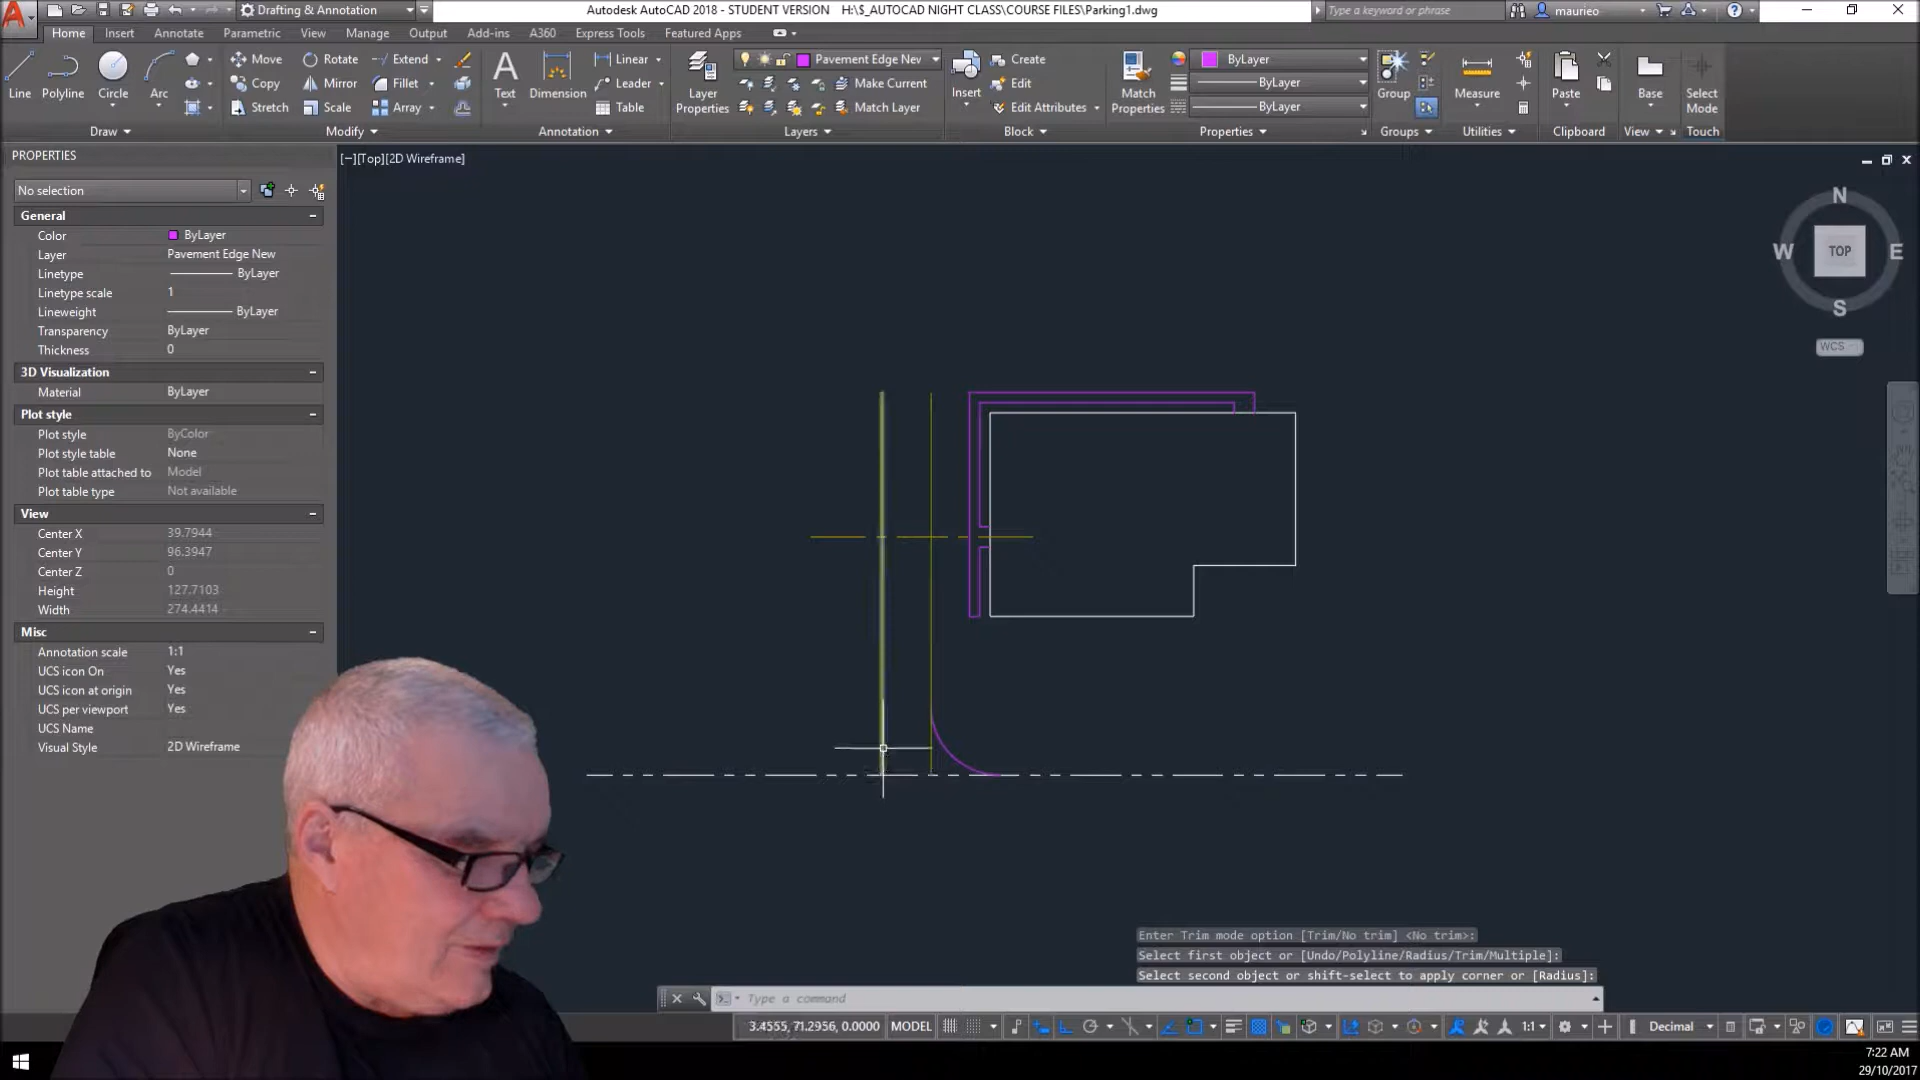 Drafting & Annotation
Autodesk AutoCAD 2018 - STUDENT VERSION H:\$_AUTOCAD NIGHT CLASS\COURSE FILES\Parking1.dwg
Type a keyword or phrase
maurieo
Home Insert Annotate Parametric View Manage Output Add-ins A360 Express Tools Featured Apps
Line
Polyline
Circle
Arc
Draw
Move
Rotate
Extend
Copy
Mirror
Fillet
Stretch
Scale
Array
Modify
Text
Dimension
Linear
Leader
Table
Annotation
Layer
Properties
Pavement Edge New
Make Current
Match Layer
Layers
Insert
Create
Edit
Edit Attributes
Block
Match
Properties
ByLayer
ByLayer
ByLayer
Properties
Group
Groups
Measure
Utilities
Paste
Clipboard
Base
View
Select
Mode
Touch
PROPERTIES
No selection
General
Color ByLayer
Layer Pavement Edge New
Linetype ByLayer
Linetype scale 1
Lineweight ByLayer
Transparency ByLayer
Thickness 0
3D Visualization
Material ByLayer
Plot style
Plot style ByColor
Plot style table None
Plot table attached to Model
Plot table type Not available
View
Center X 39.7944
Center Y 96.3947
Center Z 0
Height 127.7103
Width 274.4414
Misc
Annotation scale 1:1
UCS icon On Yes
UCS icon at origin Yes
UCS per viewport Yes
UCS Name
Visual Style 2D Wireframe
[−][Top][2D Wireframe]
N
W TOP E
S
WCS
Enter Trim mode option [Trim/No trim] <No trim>:
Select first object or [Undo/Polyline/Radius/Trim/Multiple]:
Select second object or shift-select to apply corner or [Radius]:
Type a command
3.4555, 71.2956, 0.0000 MODEL 1:1 Decimal
7:22 AM
29/10/2017